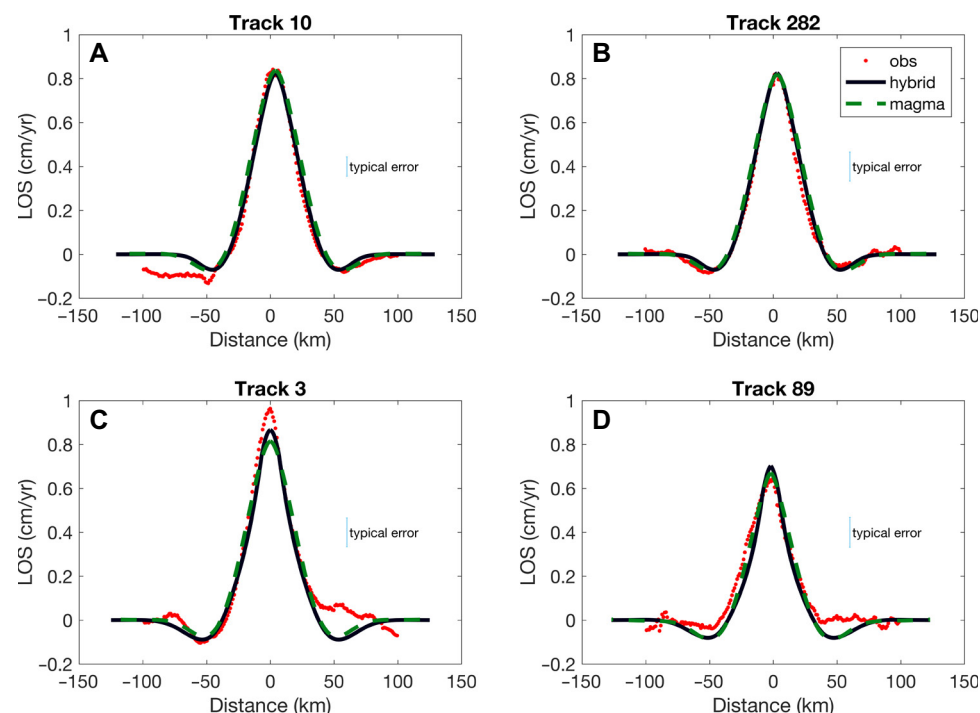 Track 10
A
1
0.8
0.6
0.4
0.2
0
−0.2
LOS (cm/yr)
typical error
−150 −100 −50 0 50 100 150
Distance (km)
Track 282
B
obs
hybrid
magma
1
0.8
0.6
0.4
0.2
0
−0.2
LOS (cm/yr)
typical error
−150 −100 −50 0 50 100 150
Distance (km)
Track 3
C
1
0.8
0.6
0.4
0.2
0
−0.2
LOS (cm/yr)
typical error
−150 −100 −50 0 50 100 150
Distance (km)
Track 89
D
1
0.8
0.6
0.4
0.2
0
−0.2
LOS (cm/yr)
typical error
−150 −100 −50 0 50 100 150
Distance (km)